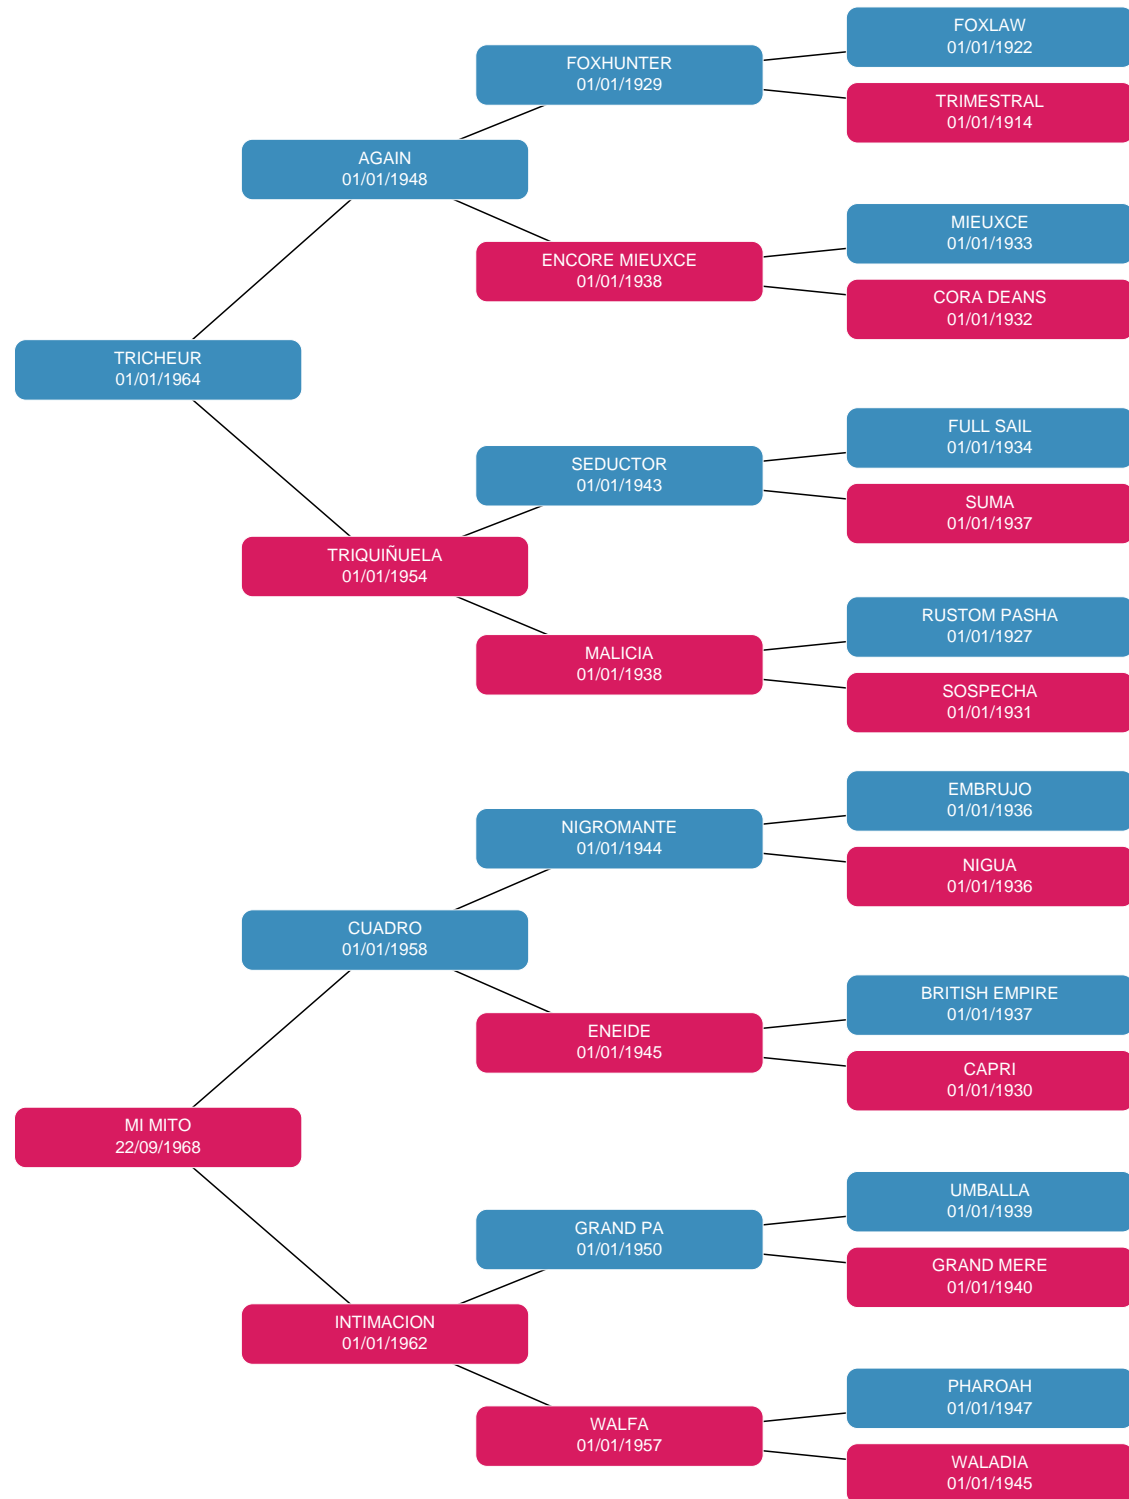 FOXLAW
01/01/1922
FOXHUNTER
01/01/1929
TRIMESTRAL
01/01/1914
AGAIN
01/01/1948
MIEUXCE
01/01/1933
ENCORE MIEUXCE
01/01/1938
CORA DEANS
01/01/1932
TRICHEUR
01/01/1964
FULL SAIL
01/01/1934
SEDUCTOR
01/01/1943
SUMA
01/01/1937
TRIQUIÑUELA
01/01/1954
RUSTOM PASHA
01/01/1927
MALICIA
01/01/1938
SOSPECHA
01/01/1931
EMBRUJO
01/01/1936
NIGROMANTE
01/01/1944
NIGUA
01/01/1936
CUADRO
01/01/1958
BRITISH EMPIRE
01/01/1937
ENEIDE
01/01/1945
CAPRI
01/01/1930
MI MITO
22/09/1968
UMBALLA
01/01/1939
GRAND PA
01/01/1950
GRAND MERE
01/01/1940
INTIMACION
01/01/1962
PHAROAH
01/01/1947
WALFA
01/01/1957
WALADIA
01/01/1945